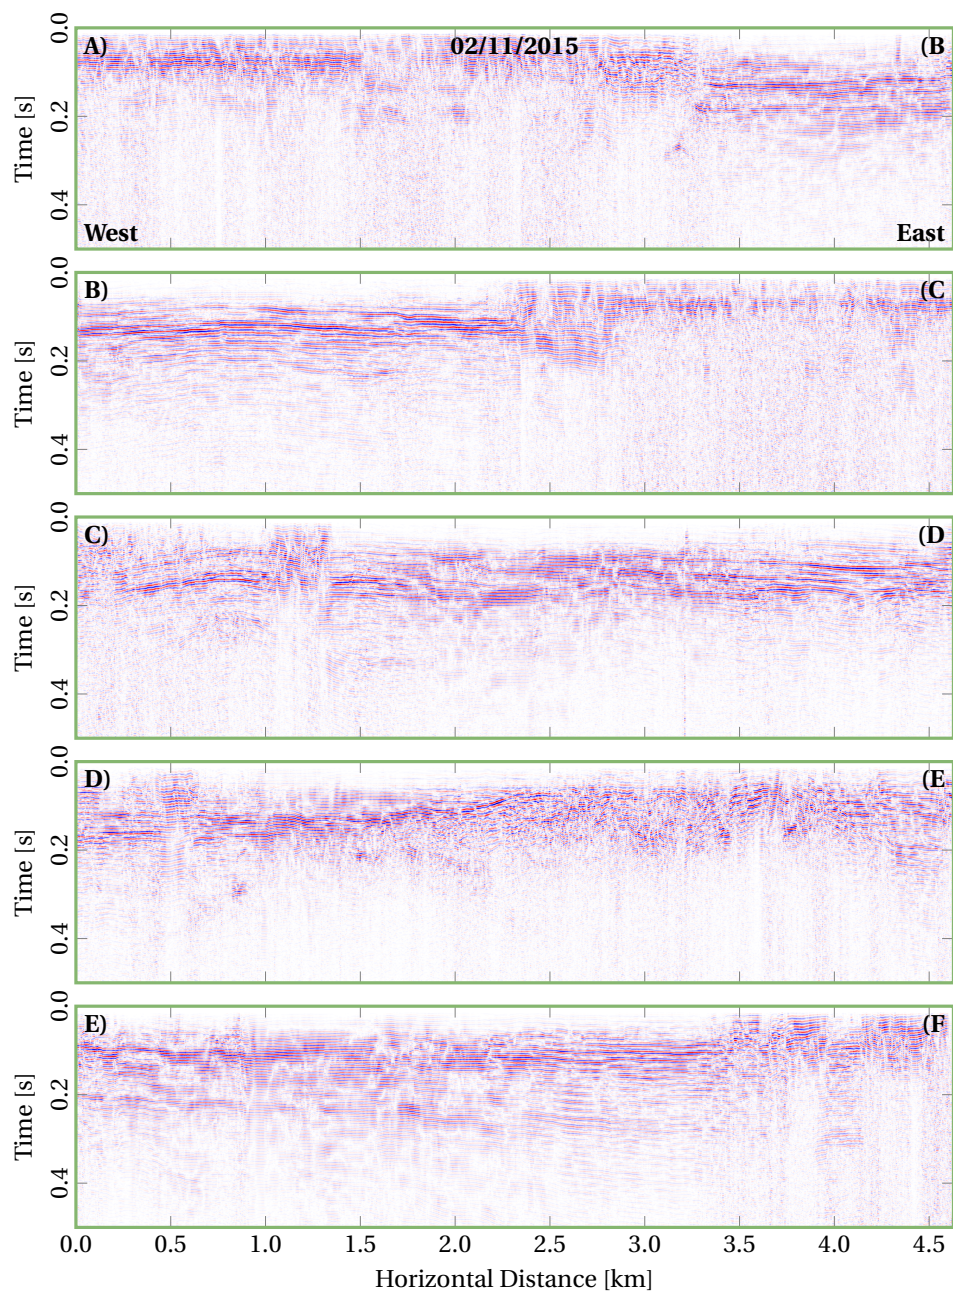 A) 02/11/2015 (B
0.0
0.2
0.4
Time [s]
West East
B) (C
0.0
0.2
0.4
Time [s]
C) (D
0.0
0.2
0.4
Time [s]
D) (E
0.0
0.2
0.4
Time [s]
E) (F
0.0
0.2
0.4
Time [s]
0.0 0.5 1.0 1.5 2.0 2.5 3.0 3.5 4.0 4.5
Horizontal Distance [km]